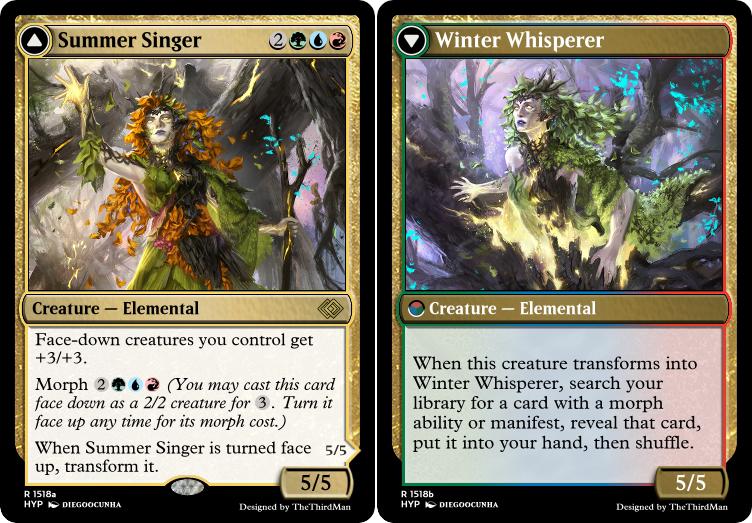 Summer Singer 2
Creature — Elemental
Face-down creatures you control get
+3/+3.
Morph 2 (You may cast this card
face down as a 2/2 creature for 3. Turn it
face up any time for its morph cost.)
When Summer Singer is turned face
up, transform it.
5/5
5/5
R 1518a
HYP DIEGOOCUNHA
Designed by TheThirdMan
Winter Whisperer
Creature — Elemental
When this creature transforms into
Winter Whisperer, search your
library for a card with a morph
ability or manifest, reveal that card,
put it into your hand, then shuffle.
5/5
R 1518b
HYP DIEGOOCUNHA
Designed by TheThirdMan